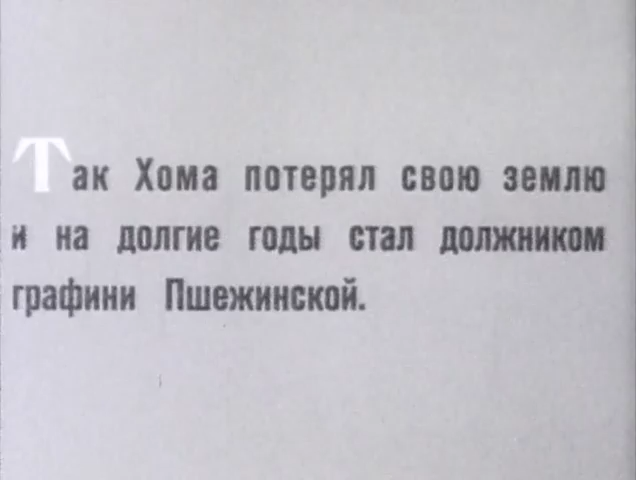 Так Хома потерял свою землю
и на долгие годы стал должником
графини Пшежинской.